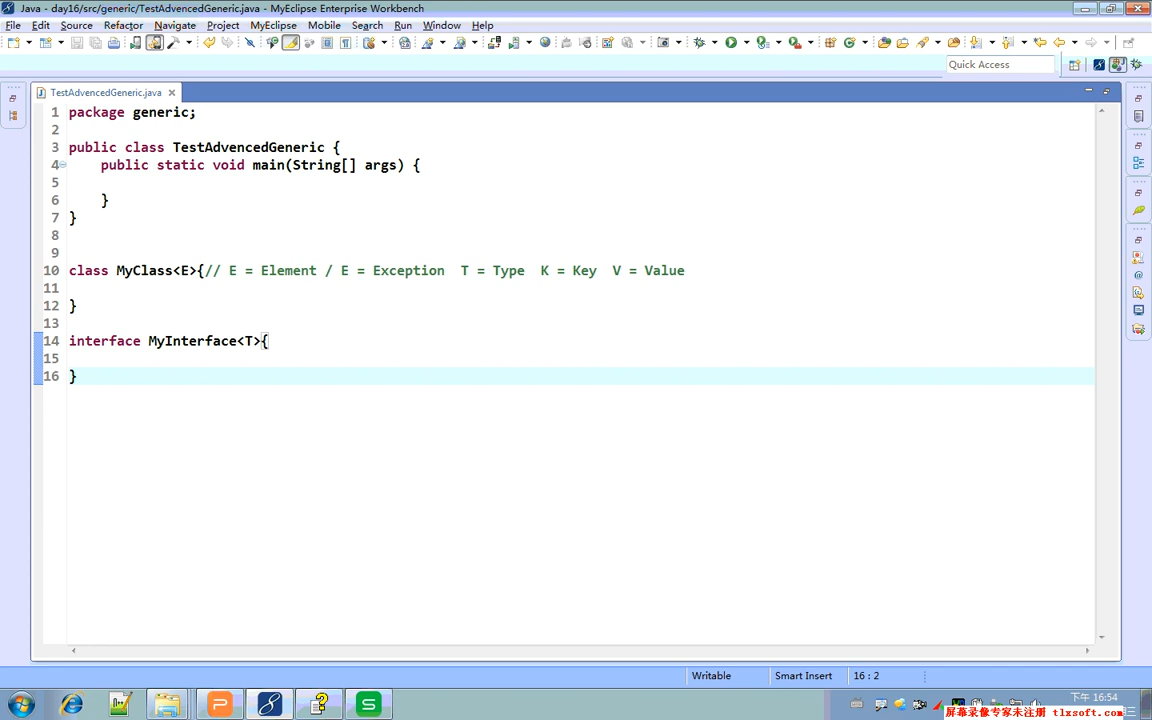 Java - day16/src/generic/TestAdvencedGeneric.java - MyEclipse Enterprise Workbench
File Edit Source Refactor Navigate Project MyEclipse Mobile Search Run Window Help
Quick Access
TestAdvencedGeneric.java
1 package generic;
2
3 public class TestAdvencedGeneric {
4 public static void main(String[] args) {
5
6 }
7 }
8
9
10 class MyClass<E>{// E = Element / E = Exception  T = Type  K = Key  V = Value
11
12 }
13
14 interface MyInterface<T>{
15
16 }
Writable Smart Insert 16 : 2
下午 16:54
屏幕录像专家未注册 tlxsoft.com